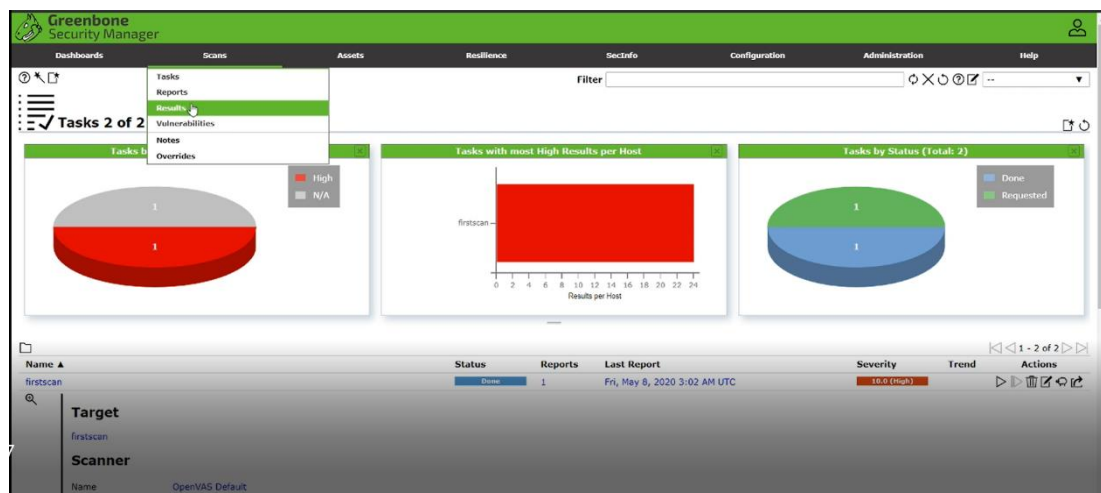 Greenbone
Security Manager
Dashboards Scans Assets Resilience SecInfo Configuration Administration Help
Tasks
Reports
Results
Vulnerabilities
Notes
Overrides
Filter
--
Tasks 2 of 2
Tasks b
High
N/A
1
1
Tasks with most High Results per Host
firstscan
0 2 4 6 8 10 12 14 16 18 20 22 24
Results per Host
Tasks by Status (Total: 2)
Done
Requested
1
1
1 - 2 of 2
Name ▲ Status Reports Last Report Severity Trend Actions
firstscan Done 1 Fri, May 8, 2020 3:02 AM UTC 10.0 (High)
Target
firstscan
Scanner
Name OpenVAS Default